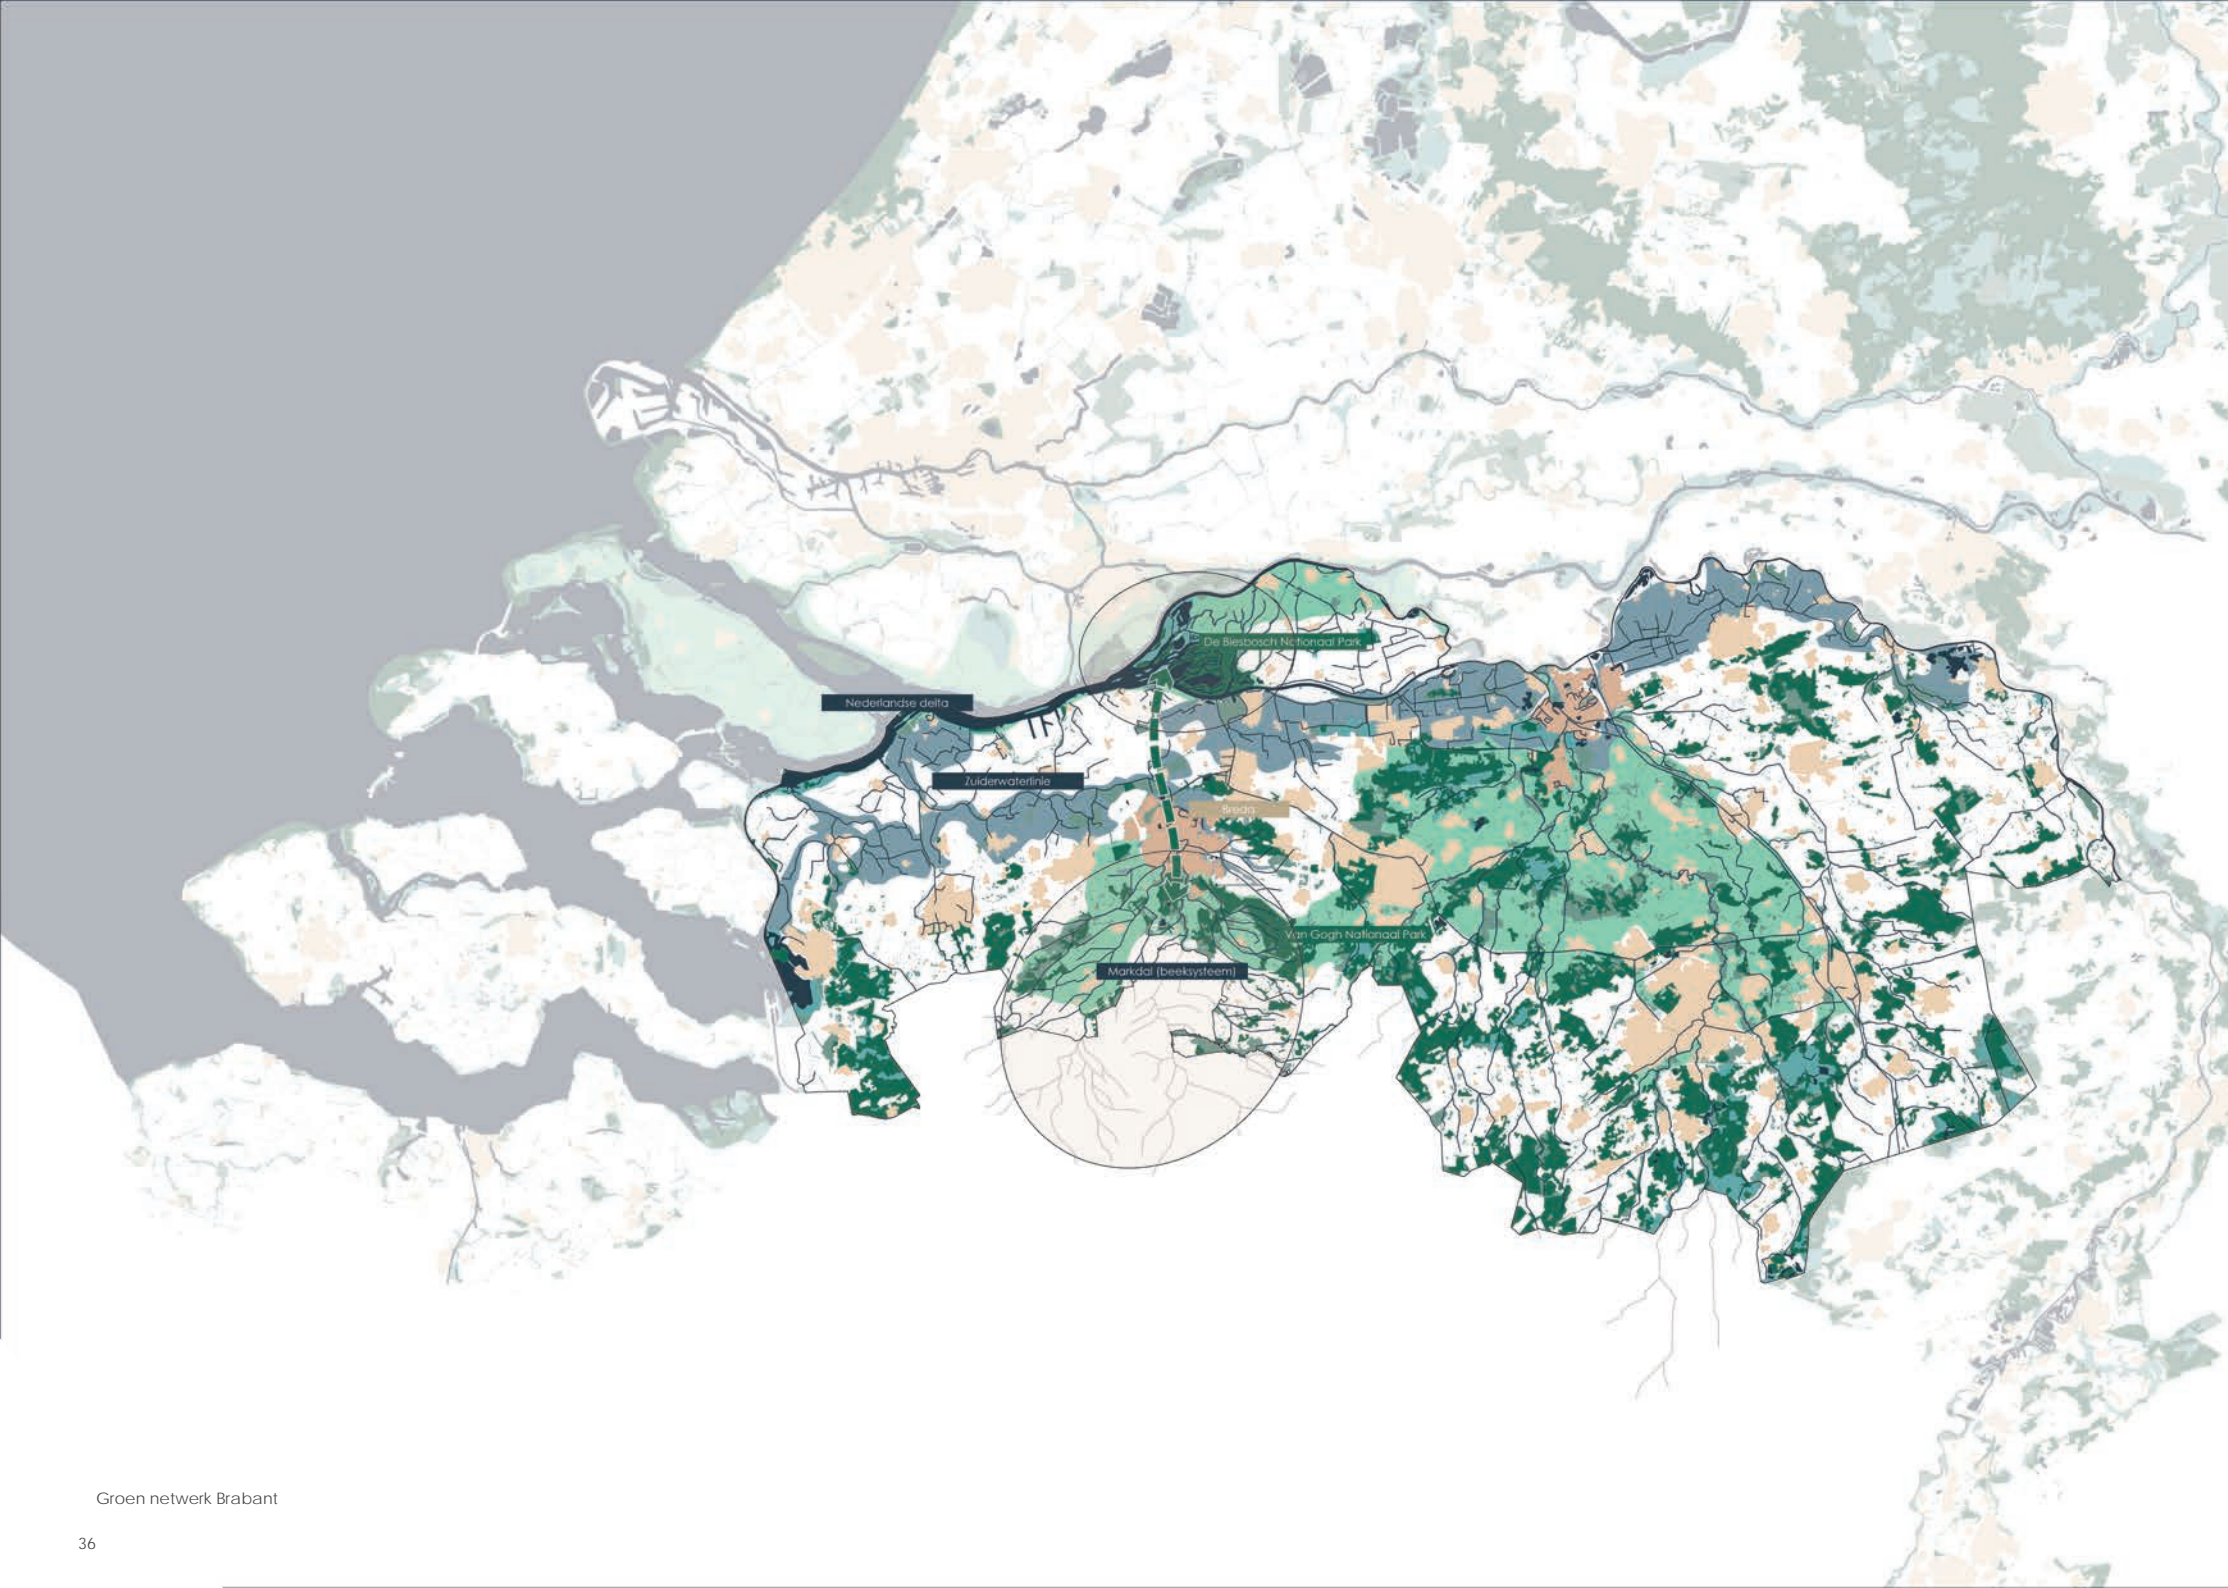 De Biesbosch Nationaal Park
Nederlandse delta
Zuiderwaterlinie
Breda
Van Gogh Nationaal Park
Markdal (beeksysteem)
Groen netwerk Brabant
36